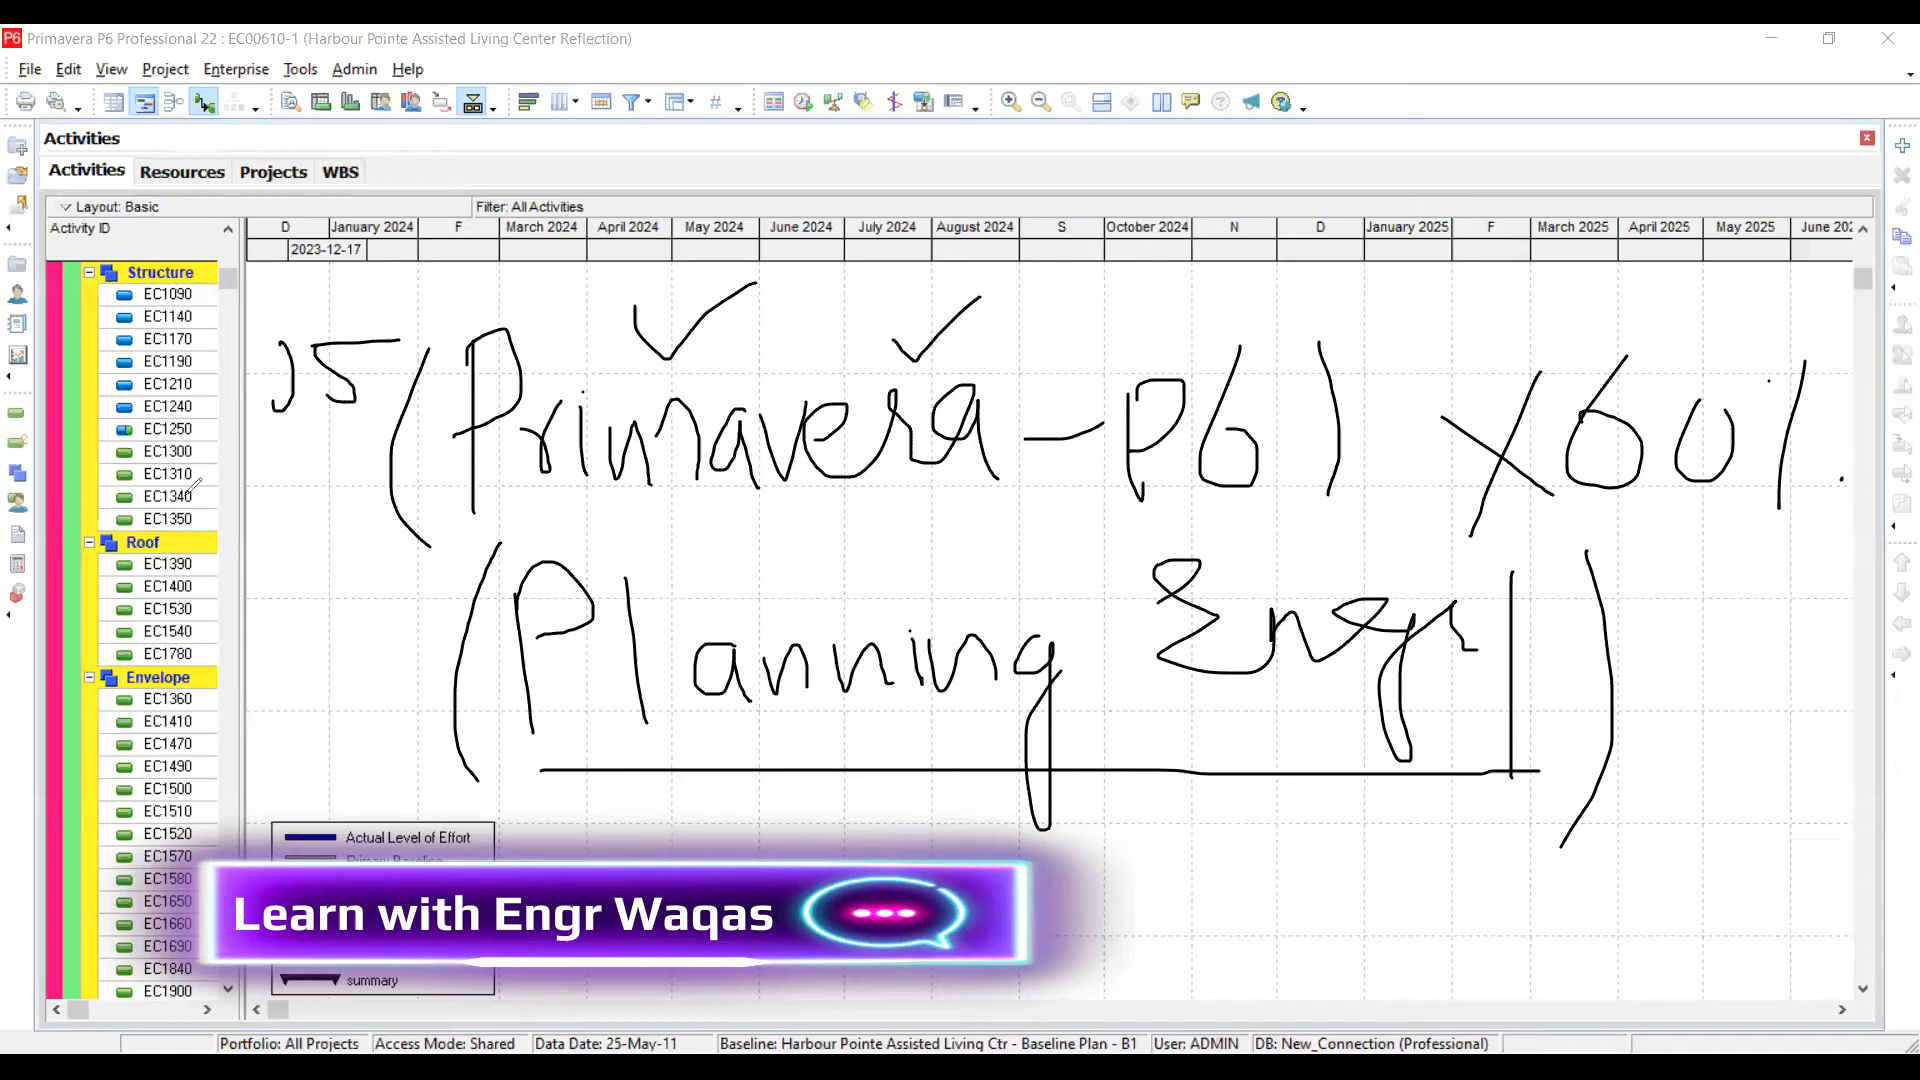 P6 Primavera P6 Professional 22 : EC00610-1 (Harbour Pointe Assisted Living Center Reflection)
File Edit View Project Enterprise Tools Admin Help
Activities
Activities Resources Projects WBS
Layout: Basic Filter: All Activities
Activity ID D January 2024 F March 2024 April 2024 May 2024 June 2024 July 2024 August 2024 S October 2024 N D January 2025 F March 2025 April 2025 May 2025
2023-12-17
Structure
EC1090
EC1140
EC1170
EC1190
EC1210
EC1240
EC1250
EC1300
EC1310
EC1340
EC1350
Roof
EC1390
EC1400
EC1530
EC1540
EC1780
Envelope
EC1360
EC1410
EC1470
EC1490
EC1500
EC1510
EC1520
EC1570
EC1580
EC1650
EC1660
EC1690
EC1840
EC1900
(Primavera - P6) X 60%
(Planning Engr)
Actual Level of Effort
Primary Baseline
Learn with Engr Waqas
summary
Portfolio: All Projects Access Mode: Shared Data Date: 25-May-11 Baseline: Harbour Pointe Assisted Living Ctr - Baseline Plan - B1 User: ADMIN DB: New_Connection (Professional)